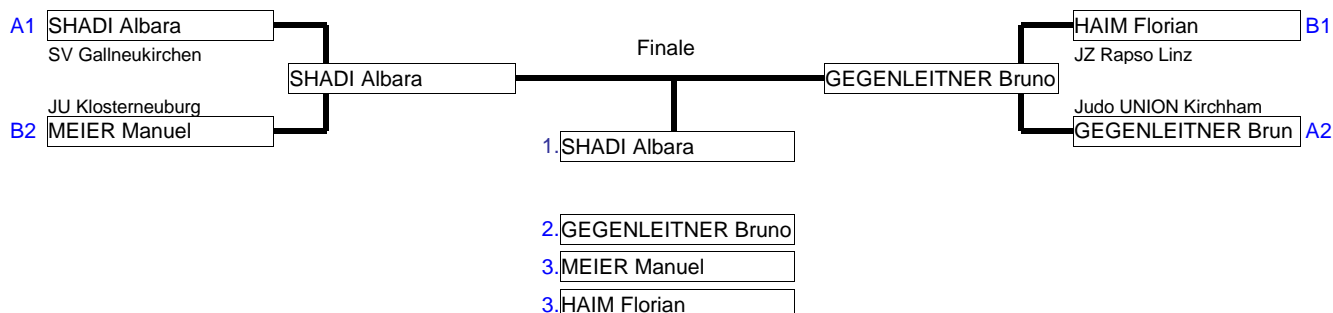 A1 SHADI Albara
SV Gallneukirchen
SHADI Albara
JU Klosterneuburg
B2 MEIER Manuel
Finale
HAIM Florian B1
JZ Rapso Linz
GEGENLEITNER Bruno
Judo UNION Kirchham
GEGENLEITNER Brun A2
1. SHADI Albara
2. GEGENLEITNER Bruno
3. MEIER Manuel
3. HAIM Florian